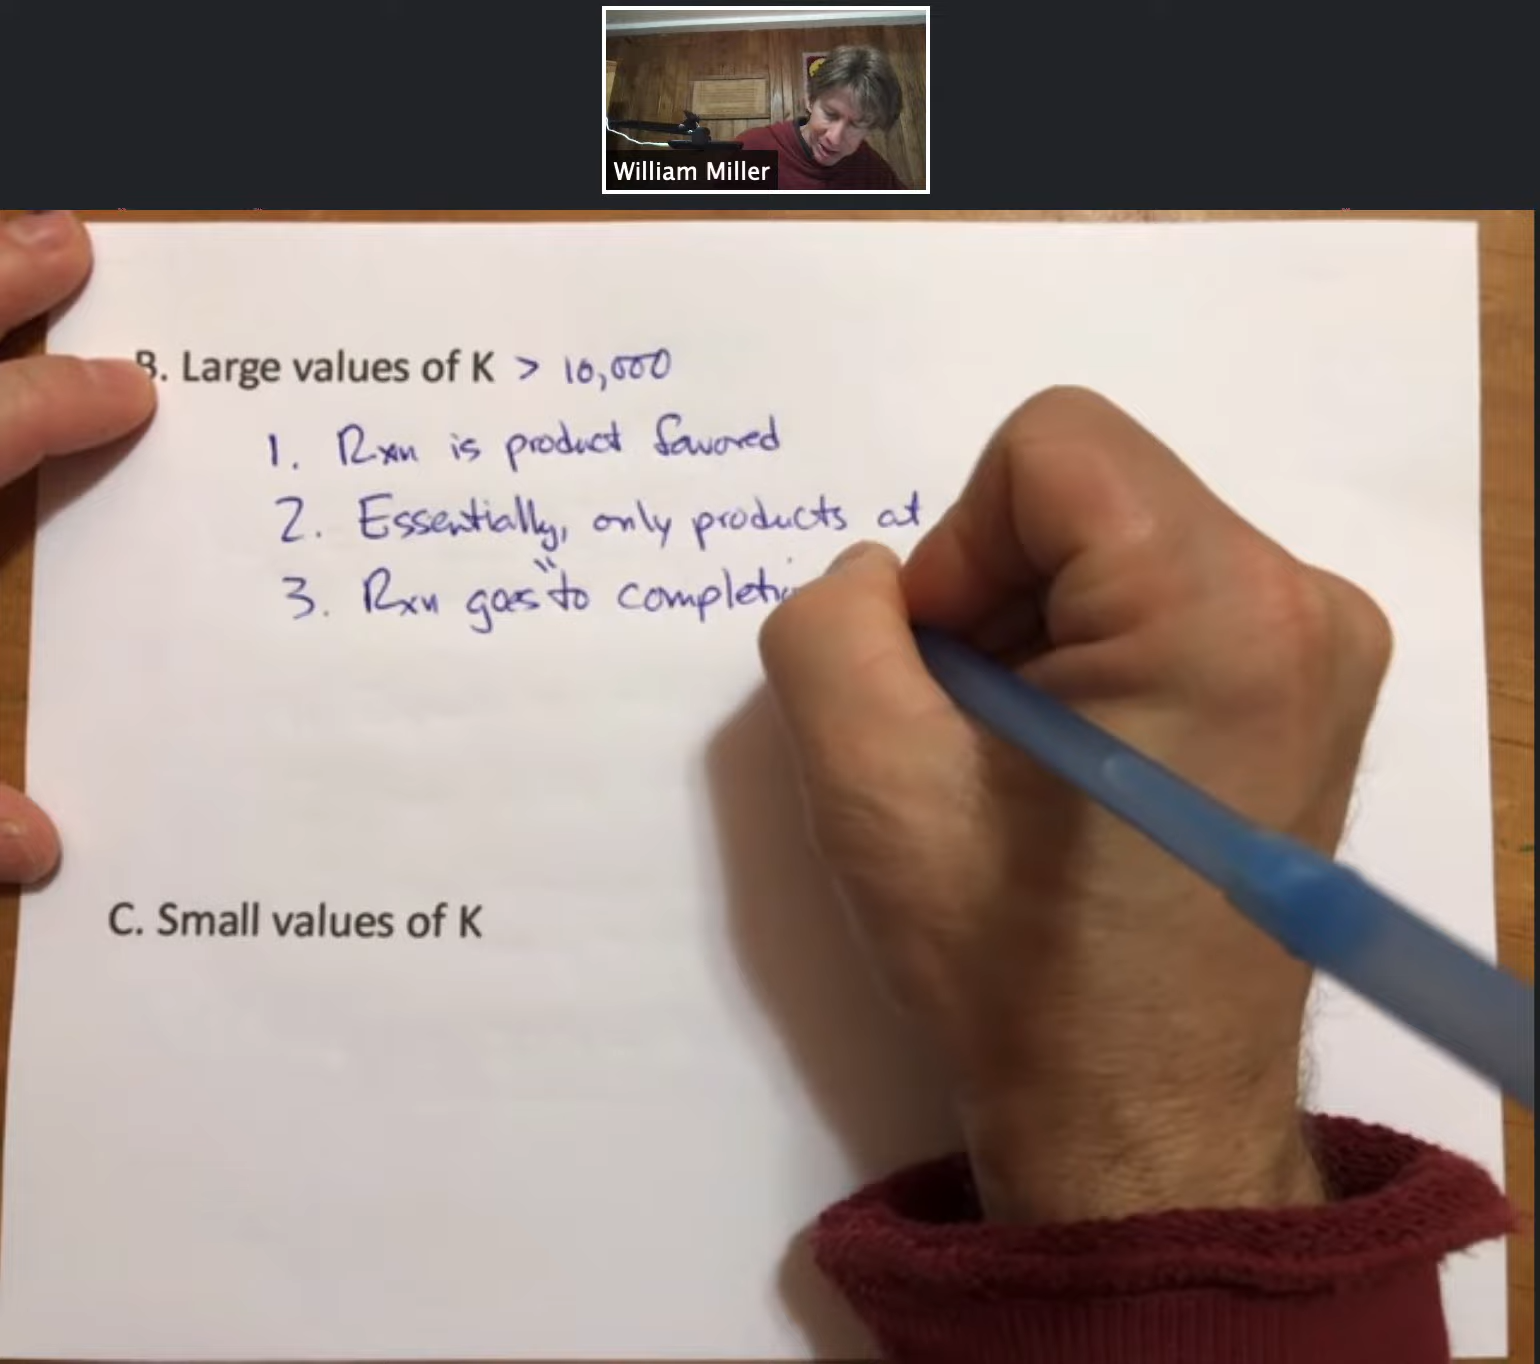 William Miller
B. Large values of K > 10,000
1. Rxn is product favored
2. Essentially, only products at
3. Rxn goes "to completion
C. Small values of K